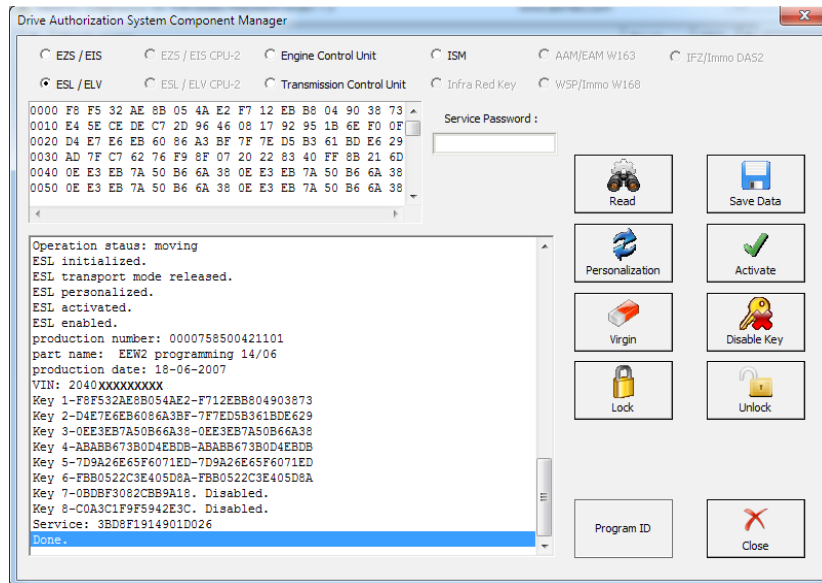 Drive Authorization System Component Manager
EZS / EIS
EZS / EIS CPU-2
Engine Control Unit
ISM
AAM/EAM W163
IFZ/Immo DAS2
ESL / ELV
ESL / ELV CPU-2
Transmission Control Unit
Infra Red Key
WSP/Immo W168
0000 F8 F5 32 AE 8B 05 4A E2 F7 12 EB B8 04 90 38 73
0010 E4 5E CE DE C7 2D 96 46 08 17 92 95 1B 6E F0 0F
0020 D4 E7 E6 EB 60 86 A3 BF 7F 7E D5 B3 61 BD E6 29
0030 AD 7F C7 62 76 F9 8F 07 20 22 83 40 FF 8B 21 6D
0040 0E E3 EB 7A 50 B6 6A 38 0E E3 EB 7A 50 B6 6A 38
0050 0E E3 EB 7A 50 B6 6A 38 0E E3 EB 7A 50 B6 6A 38
Service Password :
Read
Save Data
Personalization
Activate
Virgin
Disable Key
Lock
Unlock
Program ID
Close
Operation staus: moving
ESL initialized.
ESL transport mode released.
ESL personalized.
ESL activated.
ESL enabled.
production number: 0000758500421101
part name:  EEW2 programming 14/06
production date: 18-06-2007
VIN: 2040XXXXXXXXX
Key 1-F8F532AE8B054AE2-F712EBB804903873
Key 2-D4E7E6EB6086A3BF-7F7ED5B361BDE629
Key 3-0EE3EB7A50B66A38-0EE3EB7A50B66A38
Key 4-ABABB673B0D4EBDB-ABABB673B0D4EBDB
Key 5-7D9A26E65F6071ED-7D9A26E65F6071ED
Key 6-FBB0522C3E405D8A-FBB0522C3E405D8A
Key 7-0BDBF3082CBB9A18. Disabled.
Key 8-C0A3C1F9F5942E3C. Disabled.
Service: 3BD8F1914901D026
Done.